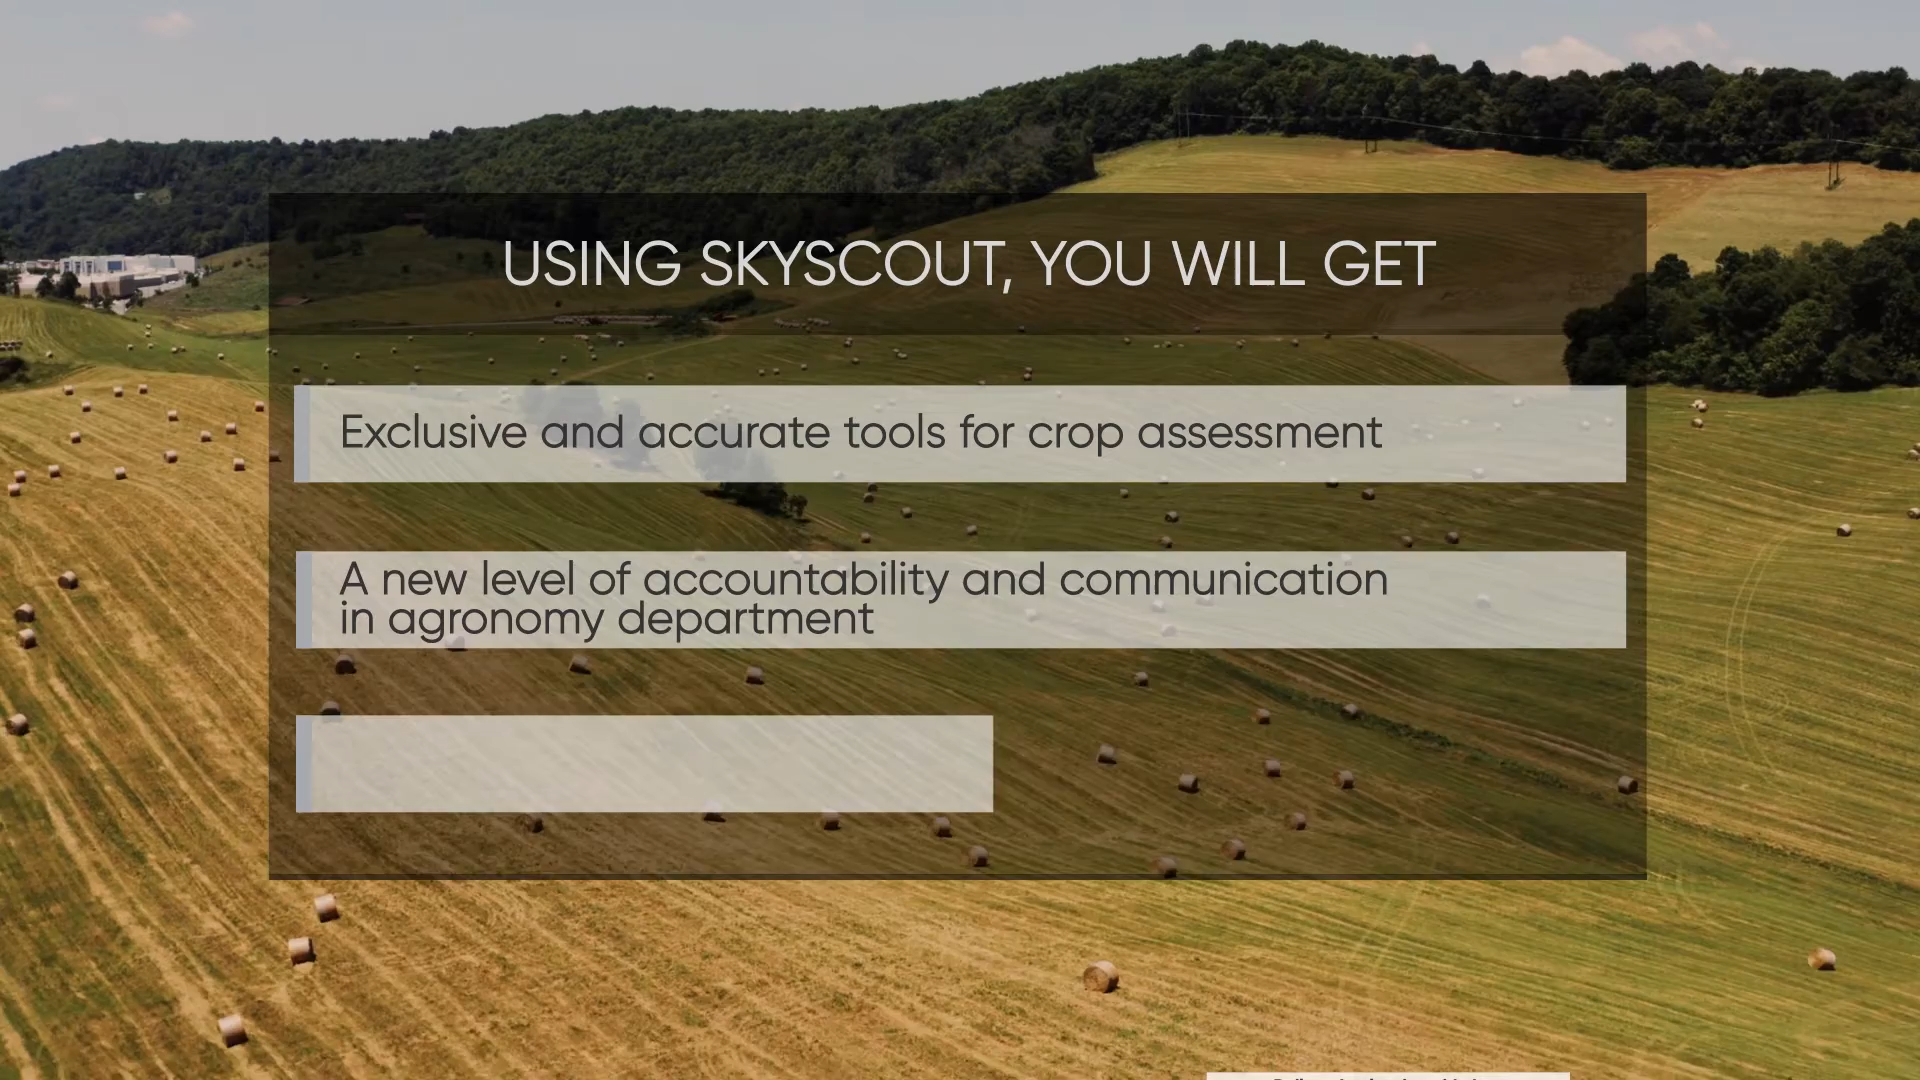 USING SKYSCOUT, YOU WILL GET
Exclusive and accurate tools for crop assessment
A new level of accountability and communication
in agronomy department